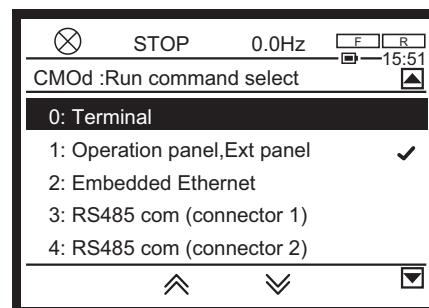 STOP 0.0Hz F R
15:51
CMOd :Run command select
0: Terminal
1: Operation panel,Ext panel
2: Embedded Ethernet
3: RS485 com (connector 1)
4: RS485 com (connector 2)